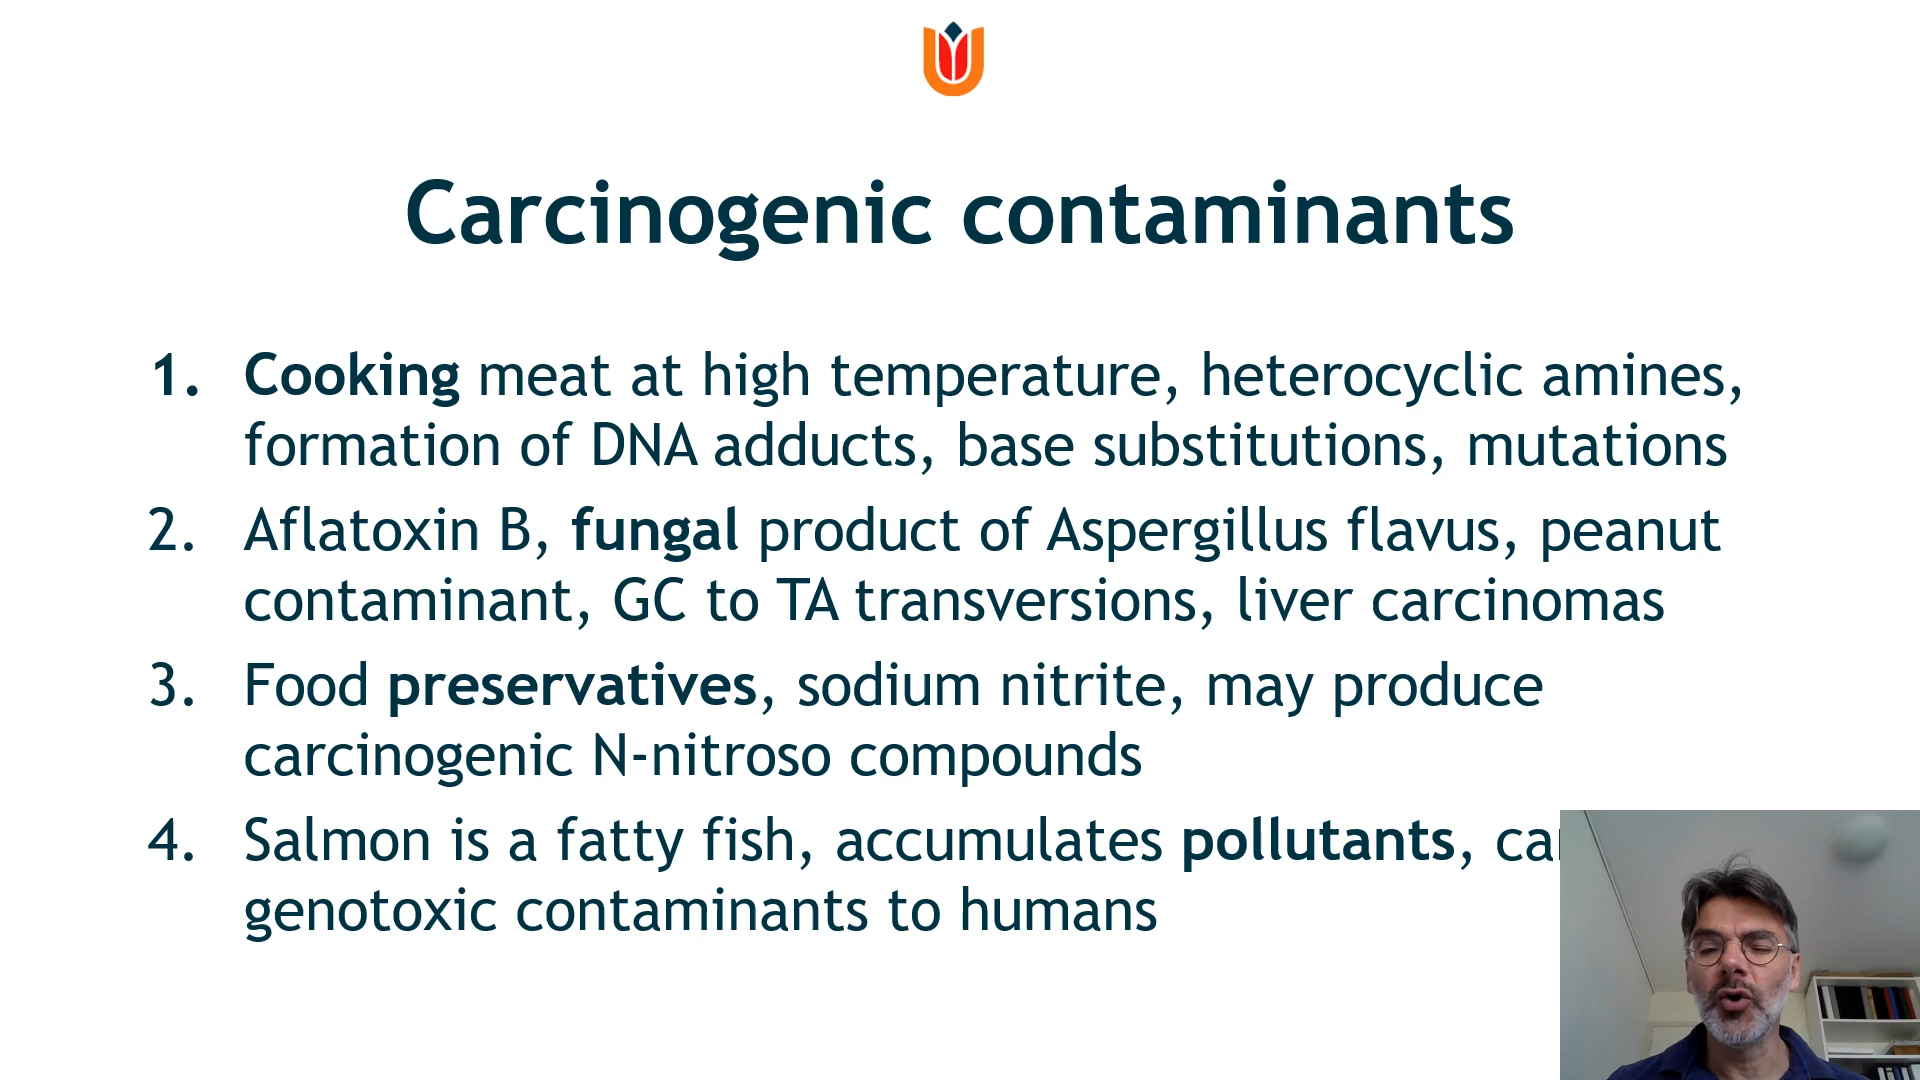 Carcinogenic contaminants
1. Cooking meat at high temperature, heterocyclic amines,
formation of DNA adducts, base substitutions, mutations
2. Aflatoxin B, fungal product of Aspergillus flavus, peanut
contaminant, GC to TA transversions, liver carcinomas
3. Food preservatives, sodium nitrite, may produce
carcinogenic N-nitroso compounds
4. Salmon is a fatty fish, accumulates pollutants,
genotoxic contaminants to humans